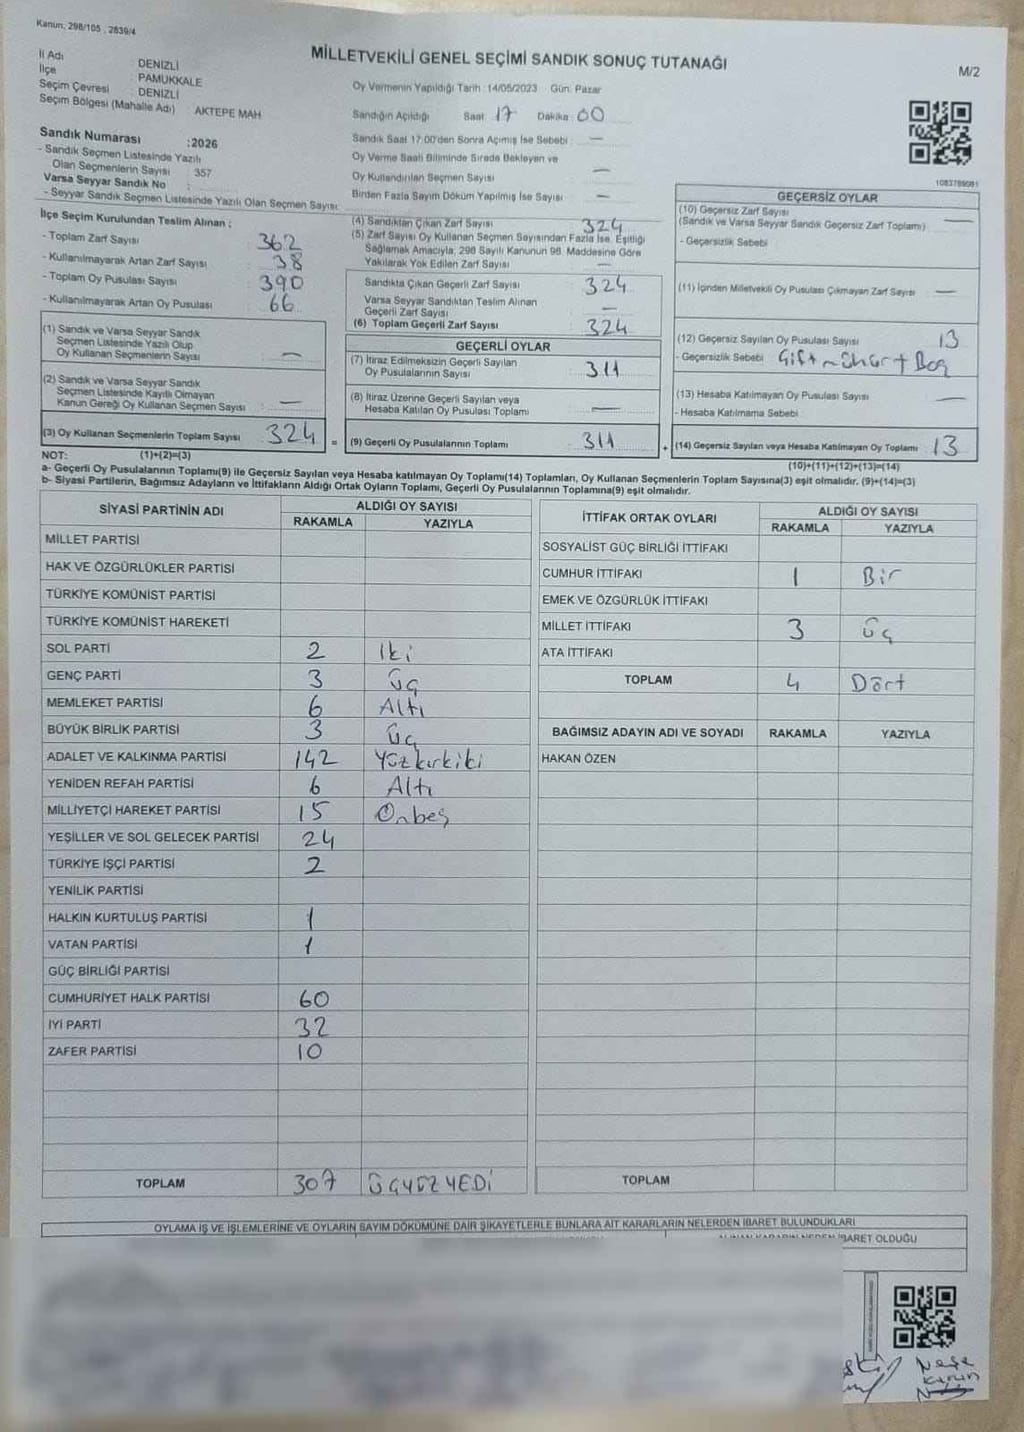 Kanun, 298/105 , 2839/4
MİLLETVEKİLİ GENEL SEÇİMİ SANDIK SONUÇ TUTANAĞI
M/2
İl Adı : DENİZLİ
İlçe : PAMUKKALE
Seçim Çevresi : DENİZLİ
Seçim Bölgesi (Mahalle Adı) : AKTEPE MAH
Sandık Numarası :2026
- Sandık Seçmen Listesinde Yazılı
Olan Seçmenlerin Sayısı : 357
Varsa Seyyar Sandık No :
- Seyyar Sandık Seçmen Listesinde Yazılı Olan Seçmen Sayısı:
Oy Vermenin Yapıldığı Tarih :14/05/2023 Gün: Pazar
Sandığın Açıldığı Saat: 17 Dakika: 00
Sandık Saat 17:00'den Sonra Açımış İse Sebebi : —
Oy Verme Saati Bitiminde Sırada Bekleyen ve
Oy Kullandırılan Seçmen Sayısı : —
Birden Fazla Sayım Döküm Yapılmış İse Sayısı : —
1083789081
İlçe Seçim Kurulundan Teslim Alınan ;
- Toplam Zarf Sayısı : 362
- Kullanılmayarak Artan Zarf Sayısı : 38
- Toplam Oy Pusulası Sayısı : 390
- Kullanılmayarak Artan Oy Pusulası : 66
(1) Sandık ve Varsa Seyyar Sandık
Seçmen Listesinde Yazılı Olup
Oy Kullanan Seçmenlerin Sayısı : —
(2) Sandık ve Varsa Seyyar Sandık
Seçmen Listesinde Kayıtlı Olmayan
Kanun Gereği Oy Kullanan Seçmen Sayısı : —
(3) Oy Kullanan Seçmenlerin Toplam Sayısı : 324 =
(4) Sandıktan Çıkan Zarf Sayısı : 324
(5) Zarf Sayısı Oy Kullanan Seçmen Sayısından Fazla İse, Eşitliği
Sağlamak Amacıyla, 298 Sayılı Kanunun 98. Maddesine Göre
Yakılarak Yok Edilen Zarf Sayısı : —
Sandıkta Çıkan Geçerli Zarf Sayısı : 324
Varsa Seyyar Sandıktan Teslim Alınan
Geçerli Zarf Sayısı : —
(6) Toplam Geçerli Zarf Sayısı : 324
GEÇERLİ OYLAR
(7) İtiraz Edilmeksizin Geçerli Sayılan
Oy Pusulalarının Sayısı : 311
(8) İtiraz Üzerine Geçerli Sayılan veya
Hesaba Katılan Oy Pusulası Toplamı : —
(9) Geçerli Oy Pusulalarının Toplamı : 311 +
GEÇERSİZ OYLAR
(10) Geçersiz Zarf Sayısı
(Sandık ve Varsa Seyyar Sandık Geçersiz Zarf Toplamı) : —
- Geçersizlik Sebebi :
(11) İçinden Milletvekili Oy Pusulası Çıkmayan Zarf Sayısı : —
(12) Geçersiz Sayılan Oy Pusulası Sayısı : 13
- Geçersizlik Sebebi : Çift mühür + Boş
(13) Hesaba Katılmayan Oy Pusulası Sayısı : —
- Hesaba Katılmama Sebebi :
(14) Geçersiz Sayılan veya Hesaba Katılmayan Oy Toplamı : 13
NOT: (1)+(2)=(3)
(10)+(11)+(12)+(13)=(14)
a- Geçerli Oy Pusulalarının Toplamı(9) ile Geçersiz Sayılan veya Hesaba katılmayan Oy Toplamı(14) Toplamları, Oy Kullanan Seçmenlerin Toplam Sayısına(3) eşit olmalıdır. (9)+(14)=(3)
b- Siyasi Partilerin, Bağımsız Adayların ve İttifakların Aldığı Ortak Oyların Toplamı, Geçerli Oy Pusulalarının Toplamına(9) eşit olmalıdır.
SİYASİ PARTİNİN ADI ALDIĞI OY SAYISI
RAKAMLA YAZIYLA
MİLLET PARTİSİ
HAK VE ÖZGÜRLÜKLER PARTİSİ
TÜRKİYE KOMÜNİST PARTİSİ
TÜRKİYE KOMÜNİST HAREKETİ
SOL PARTİ 2 İki
GENÇ PARTİ 3 üç
MEMLEKET PARTİSİ 6 Altı
BÜYÜK BİRLİK PARTİSİ 3 üç
ADALET VE KALKINMA PARTİSİ 142 Yüzkırkiki
YENİDEN REFAH PARTİSİ 6 Altı
MİLLİYETÇİ HAREKET PARTİSİ 15 Onbeş
YEŞİLLER VE SOL GELECEK PARTİSİ 24
TÜRKİYE İŞÇİ PARTİSİ 2
YENİLİK PARTİSİ
HALKIN KURTULUŞ PARTİSİ 1
VATAN PARTİSİ 1
GÜÇ BİRLİĞİ PARTİSİ
CUMHURİYET HALK PARTİSİ 60
İYİ PARTİ 32
ZAFER PARTİSİ 10
TOPLAM 307 ÜÇYÜZYEDİ
İTTİFAK ORTAK OYLARI ALDIĞI OY SAYISI
RAKAMLA YAZIYLA
SOSYALİST GÜÇ BİRLİĞİ İTTİFAKI
CUMHUR İTTİFAKI 1 Bir
EMEK VE ÖZGÜRLÜK İTTİFAKI
MİLLET İTTİFAKI 3 üç
ATA İTTİFAKI
TOPLAM 4 Dört
BAĞIMSIZ ADAYIN ADI VE SOYADI RAKAMLA YAZIYLA
HAKAN ÖZEN
TOPLAM
OYLAMA İŞ VE İŞLEMLERİNE VE OYLARIN SAYIM DÖKÜMÜNE DAİR ŞİKAYETLERLE BUNLARA AİT KARARLARIN NELERDEN İBARET BULUNDUKLARI
İBARET OLDUĞU
Neşe